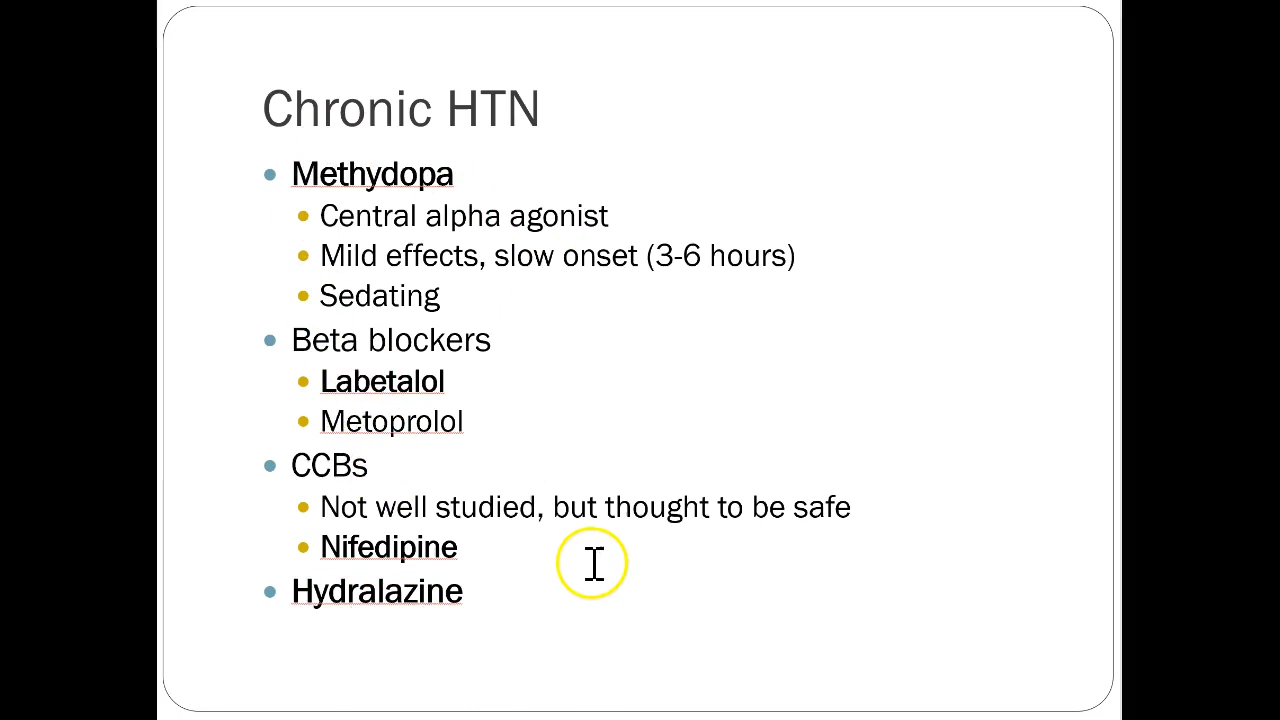 Chronic HTN
Methydopa
Central alpha agonist
Mild effects, slow onset (3-6 hours)
Sedating
Beta blockers
Labetalol
Metoprolol
CCBs
Not well studied, but thought to be safe
Nifedipine
Hydralazine